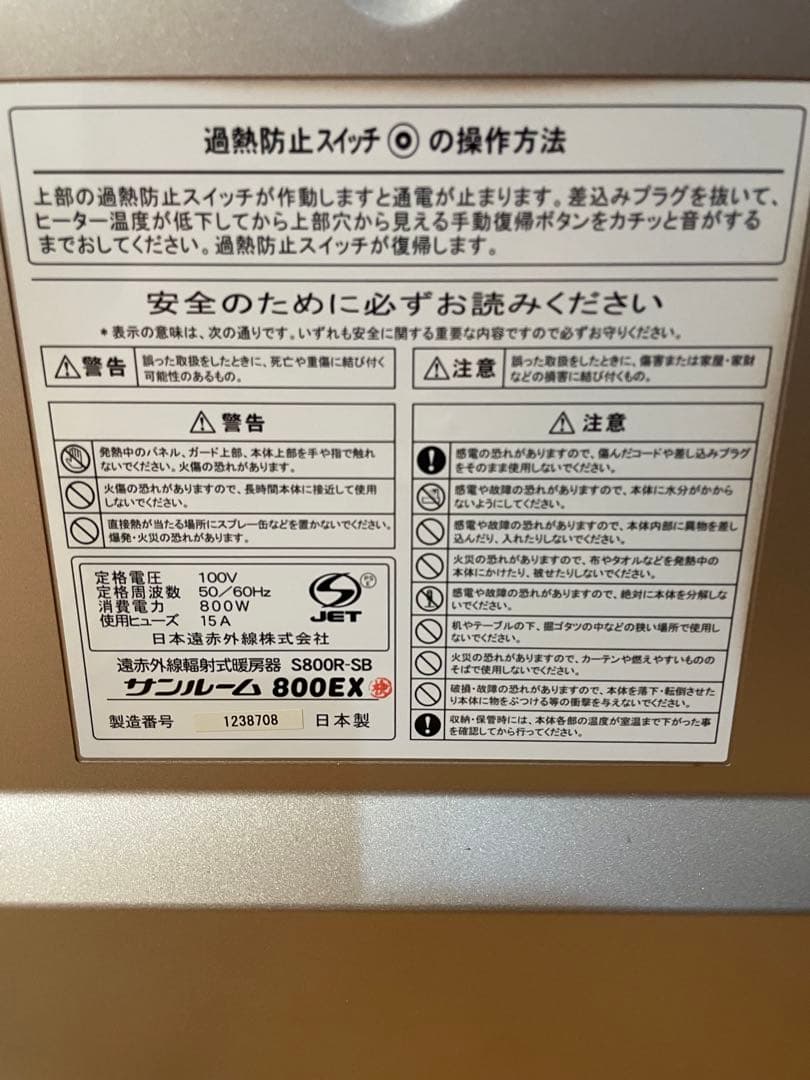 過熱防止スイッチ◎の操作方法
上部の過熱防止スイッチが作動しますと通電が止まります。差込みプラグを抜いて、
ヒーター温度が低下してから上部穴から見える手動復帰ボタンをカチッと音がする
までおしてください。過熱防止スイッチが復帰します。
安全のために必ずお読みください
*表示の意味は、次の通りです。いずれも安全に関する重要な内容ですので必ずお守りください。
警告
誤った取扱をしたときに、死亡や重傷に結び付く
可能性のあるもの。
注意
誤った取扱をしたときに、傷害または家屋・家財
などの損害に結び付くもの。
警告
発熱中のパネル、ガード上部、本体上部を手や指で触れ
ないでください。火傷の恐れがあります。
火傷の恐れがありますので、長時間本体に接近して使用
しないでください。
直接熱が当たる場所にスプレー缶などを置かないでください。
爆発・火災の恐れがあります。
注意
感電の恐れがありますので、傷んだコードや差し込みプラグ
をそのまま使用しないでください。
感電や故障の恐れがありますので、本体に水分がかから
ないようにしてください。
感電や故障の恐れがありますので、本体内部に異物を差し
込んだり、入れたりしないでください。
火災の恐れがありますので、布やタオルなどを発熱中の
本体にかけたり、被せたりしないでください。
感電や故障の恐れがありますので、絶対に本体を分解しな
いでください。
机やテーブルの下、掘ゴタツの中などの狭い場所で使用し
ないでください。
火災の恐れがありますので、カーテンや燃えやすいものの
そばで使用しないでください。
破損・故障の恐れがありますので、本体を落下・転倒させた
り本体に物をぶつける等の衝撃を与えないでください。
収納・保管時には、本体各部の温度が室温まで下がった事
を確認してから行ってください。
定格電圧 100V
定格周波数 50/60Hz
消費電力 800W
使用ヒューズ 15A
PSE
JET
日本遠赤外線株式会社
遠赤外線輻射式暖房器 S800R-SB
サンルーム 800EX 検
製造番号 1238708 日本製